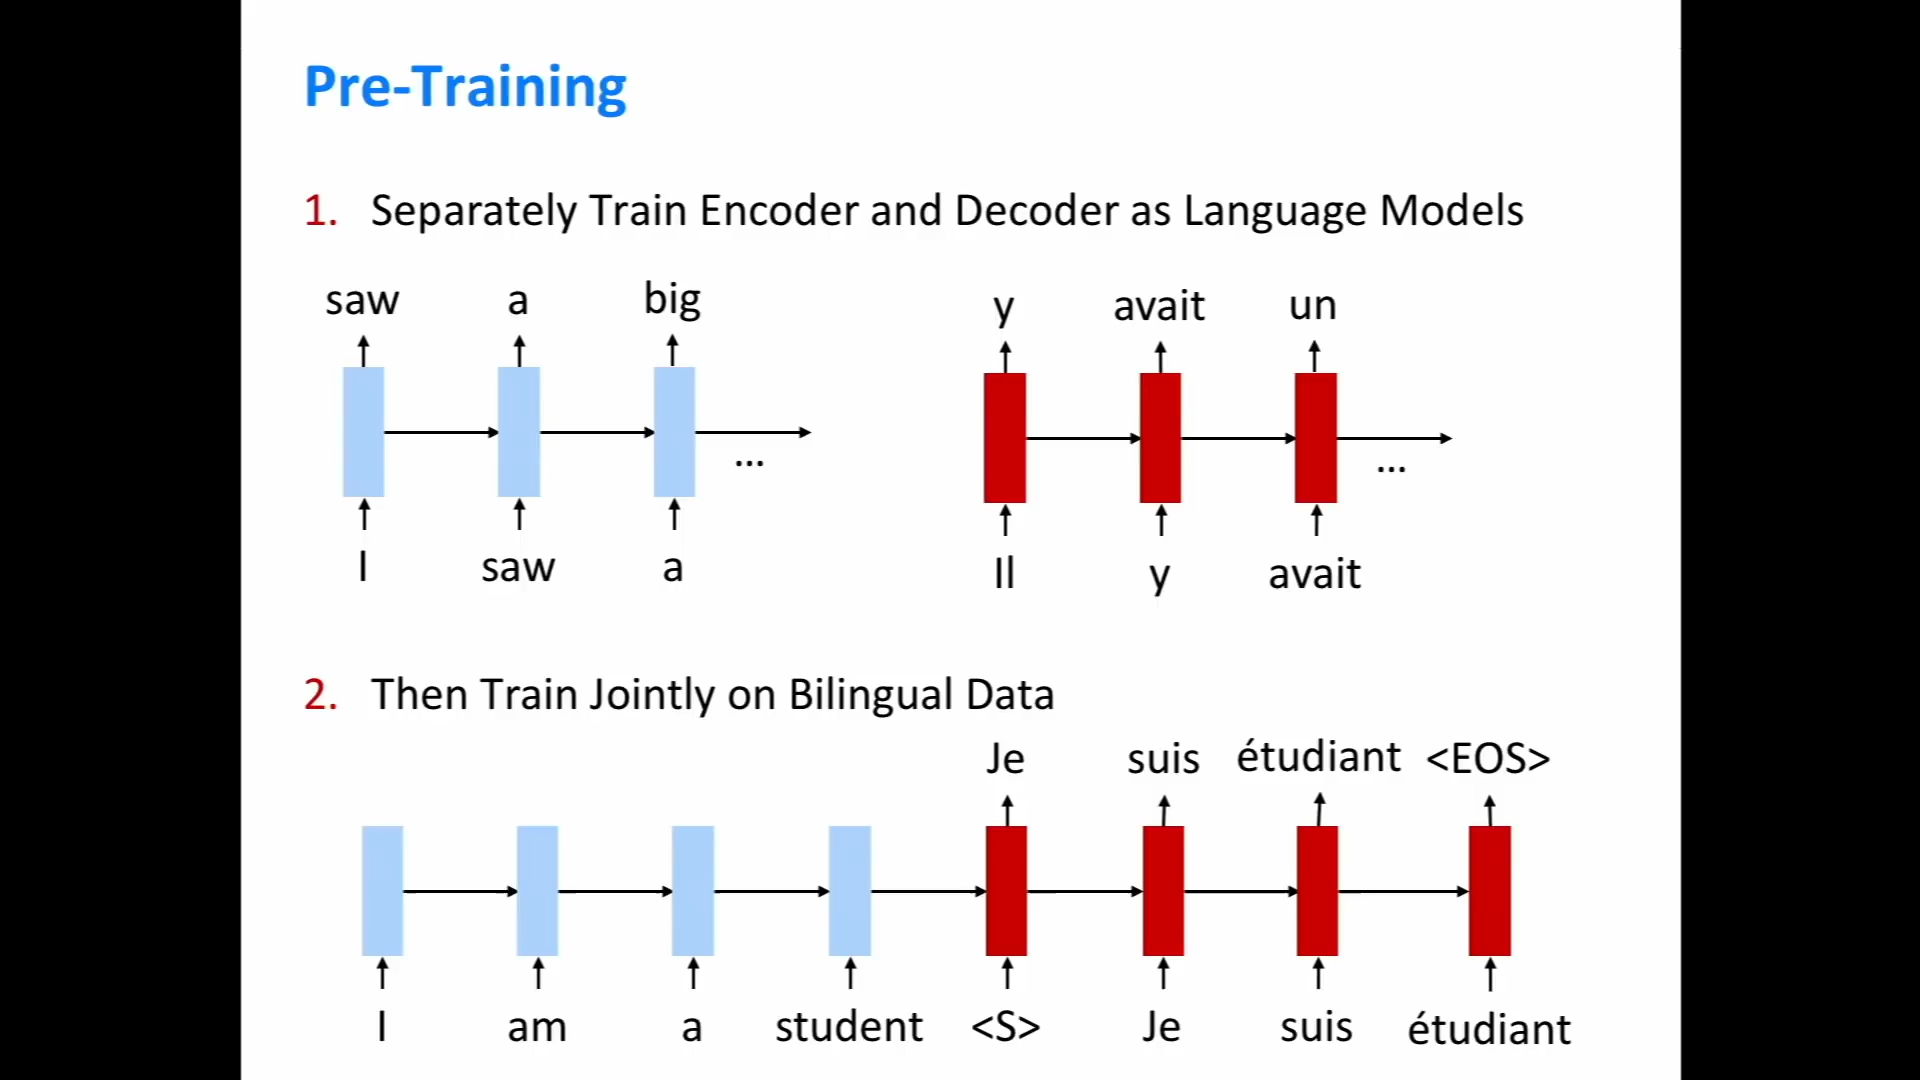 Pre-Training
1. Separately Train Encoder and Decoder as Language Models
saw a big
y avait un
...
...
I saw a
Il y avait
2. Then Train Jointly on Bilingual Data
Je suis étudiant <EOS>
I am a student <S> Je suis étudiant